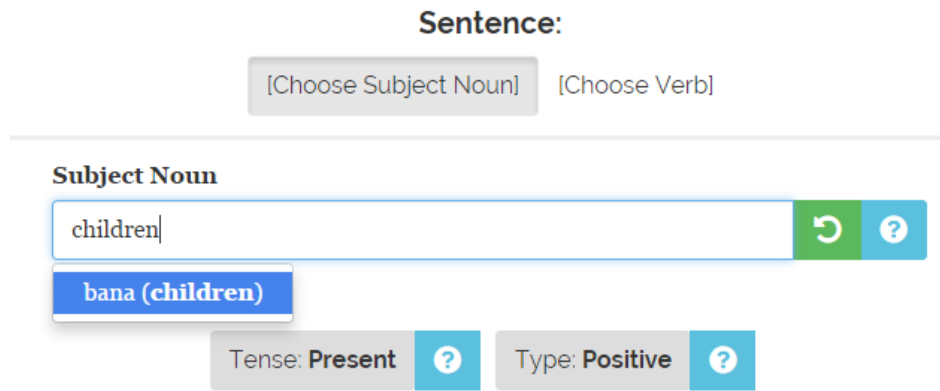 Sentence:
[Choose Subject Noun] [Choose Verb]
Subject Noun
children
?
bana (children)
Tense: Present ? Type: Positive ?